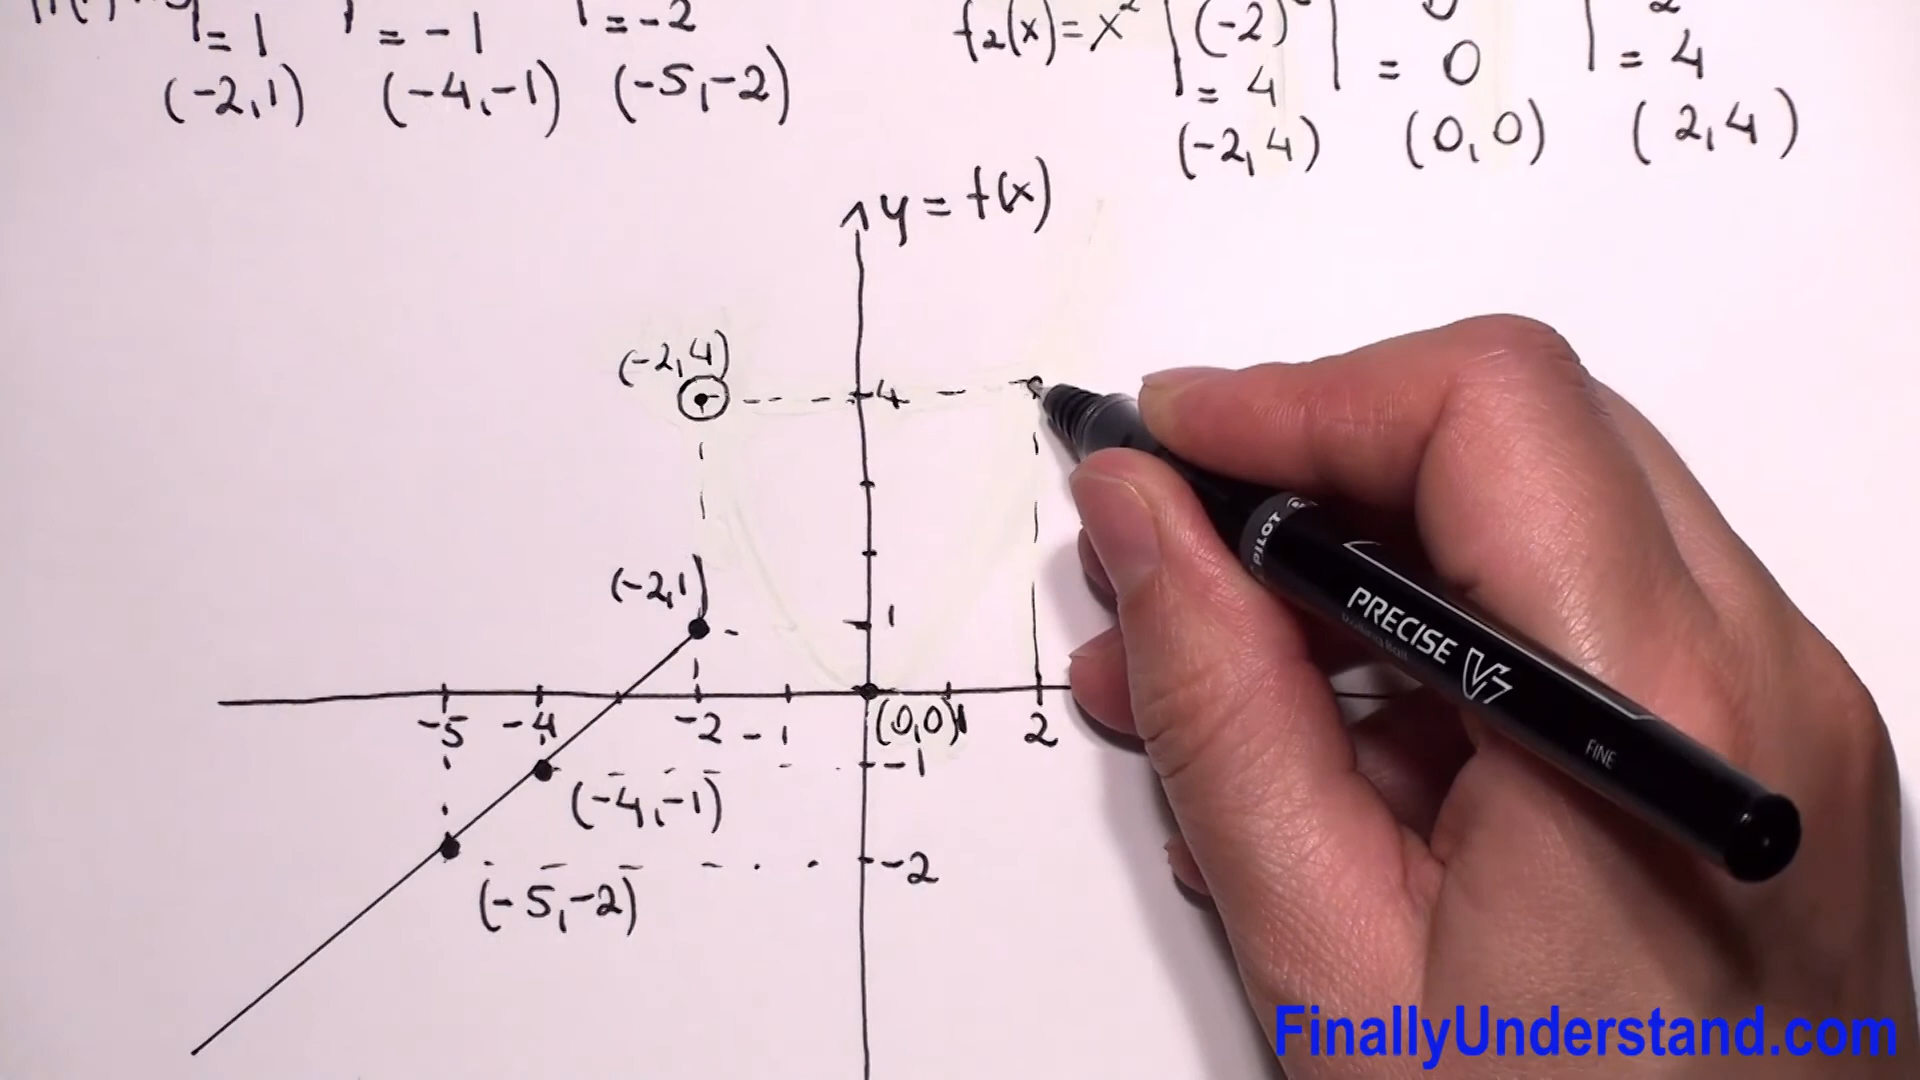 = 1 = -1 = -2
(-2,1) (-4,-1) (-5,-2)
f₂(x) = x² (-2)
= 4 = 0 = 4
(-2,4) (0,0) (2,4)
y = f(x)
(-2,4)
4
(-2,1)
1
-5 -4 -2 -1 (0,0) 2
-1
(-4,-1)
-2
(-5,-2)
PILOT
PRECISE V7
Rolling Ball
FINE
FinallyUnderstand.com